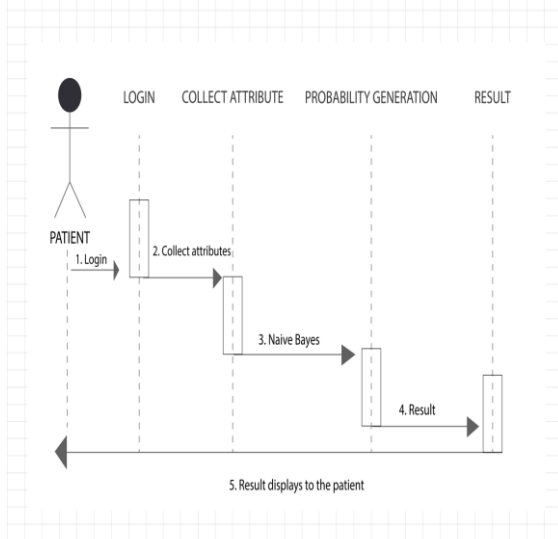 LOGIN
COLLECT ATTRIBUTE
PROBABILITY GENERATION
RESULT
PATIENT
1. Login
2. Collect attributes
3. Naive Bayes
4. Result
5. Result displays to the patient